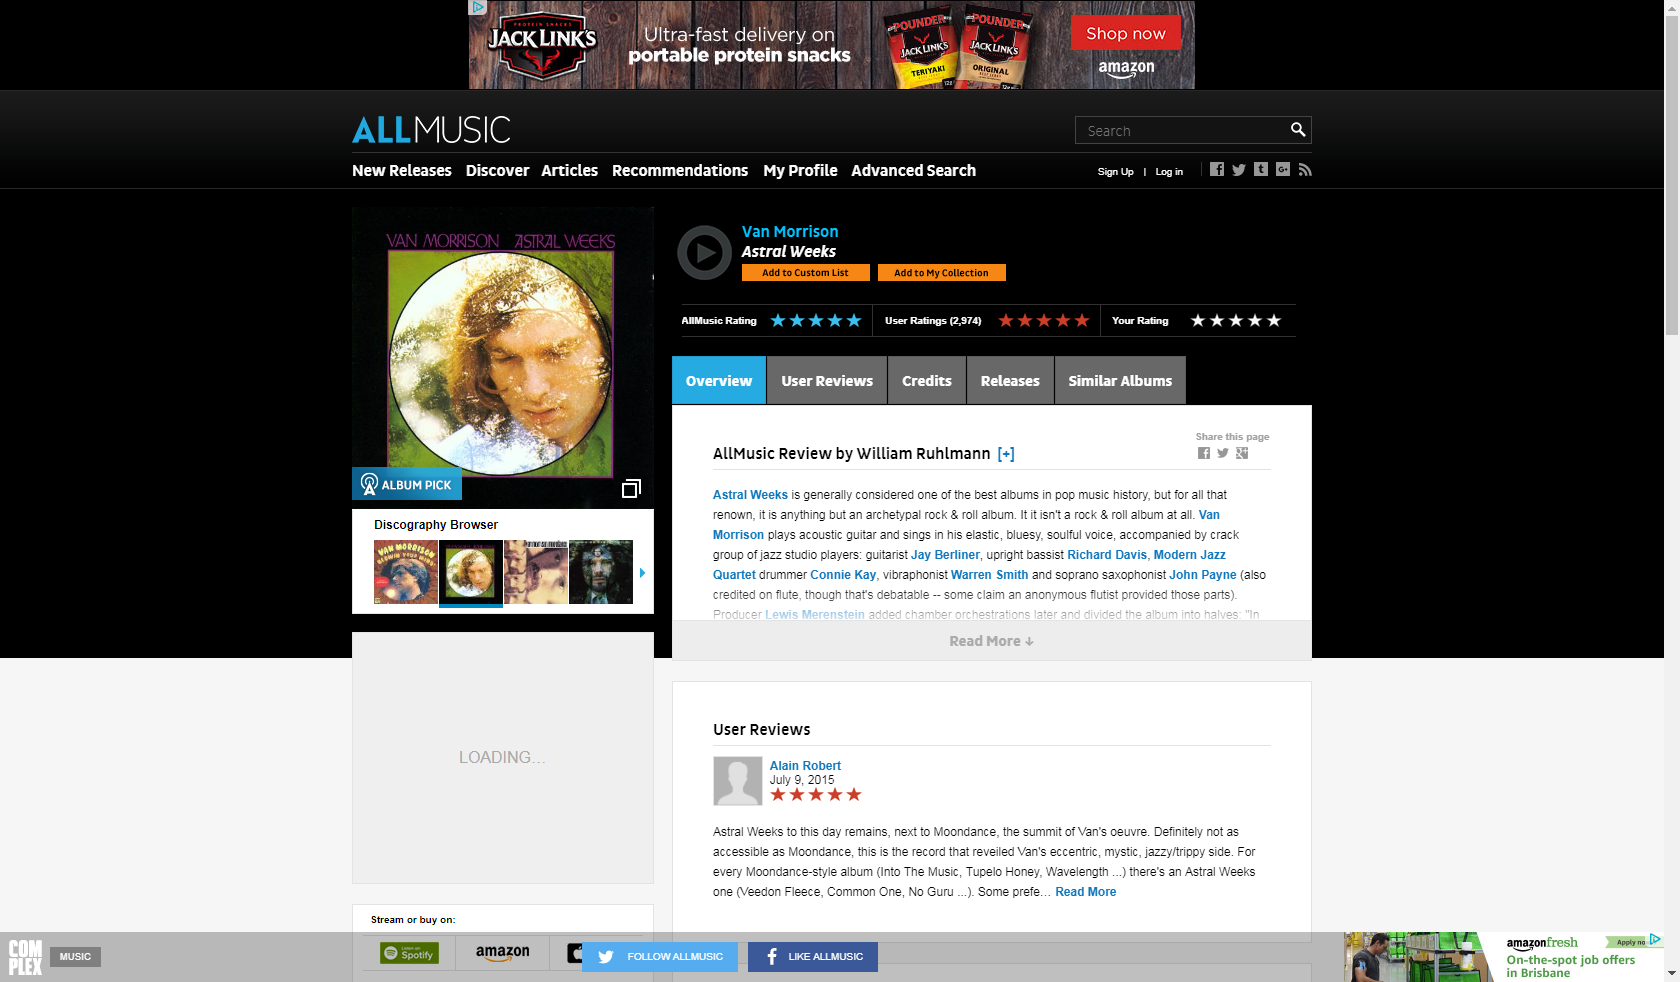 PROTEIN SNACKS
JACK LINK'S
Ultra-fast delivery on
portable protein snacks
POUNDER
JACK LINK'S
TERIYAKI
POUNDER
JACK LINK'S
ORIGINAL
Shop now
amazon
ALLMUSIC
Search
New Releases Discover Articles Recommendations My Profile Advanced Search
Sign Up | Log in
VAN MORRISON ASTRAL WEEKS
ALBUM PICK
Van Morrison
Astral Weeks
Add to Custom List Add to My Collection
AllMusic Rating User Ratings (2,974) Your Rating
Overview User Reviews Credits Releases Similar Albums
Share this page
AllMusic Review by William Ruhlmann [+]
Astral Weeks is generally considered one of the best albums in pop music history, but for all that
renown, it is anything but an archetypal rock & roll album. It it isn't a rock & roll album at all. Van
Morrison plays acoustic guitar and sings in his elastic, bluesy, soulful voice, accompanied by crack
group of jazz studio players: guitarist Jay Berliner, upright bassist Richard Davis, Modern Jazz
Quartet drummer Connie Kay, vibraphonist Warren Smith and soprano saxophonist John Payne (also
credited on flute, though that's debatable -- some claim an anonymous flutist provided those parts).
Producer Lewis Merenstein added chamber orchestrations later and divided the album into halves: "In
Read More ↓
Discography Browser
VAN MORRISON
LOADING...
User Reviews
Alain Robert
July 9, 2015
Astral Weeks to this day remains, next to Moondance, the summit of Van's oeuvre. Definitely not as
accessible as Moondance, this is the record that reveiled Van's eccentric, mystic, jazzy/trippy side. For
every Moondance-style album (Into The Music, Tupelo Honey, Wavelength ...) there's an Astral Weeks
one (Veedon Fleece, Common One, No Guru ...). Some prefe... Read More
Stream or buy on:
Listen on
Spotify
amazon
COMPLEX
MUSIC
FOLLOW ALLMUSIC
LIKE ALLMUSIC
amazonfresh
Apply no
On-the-spot job offers
in Brisbane